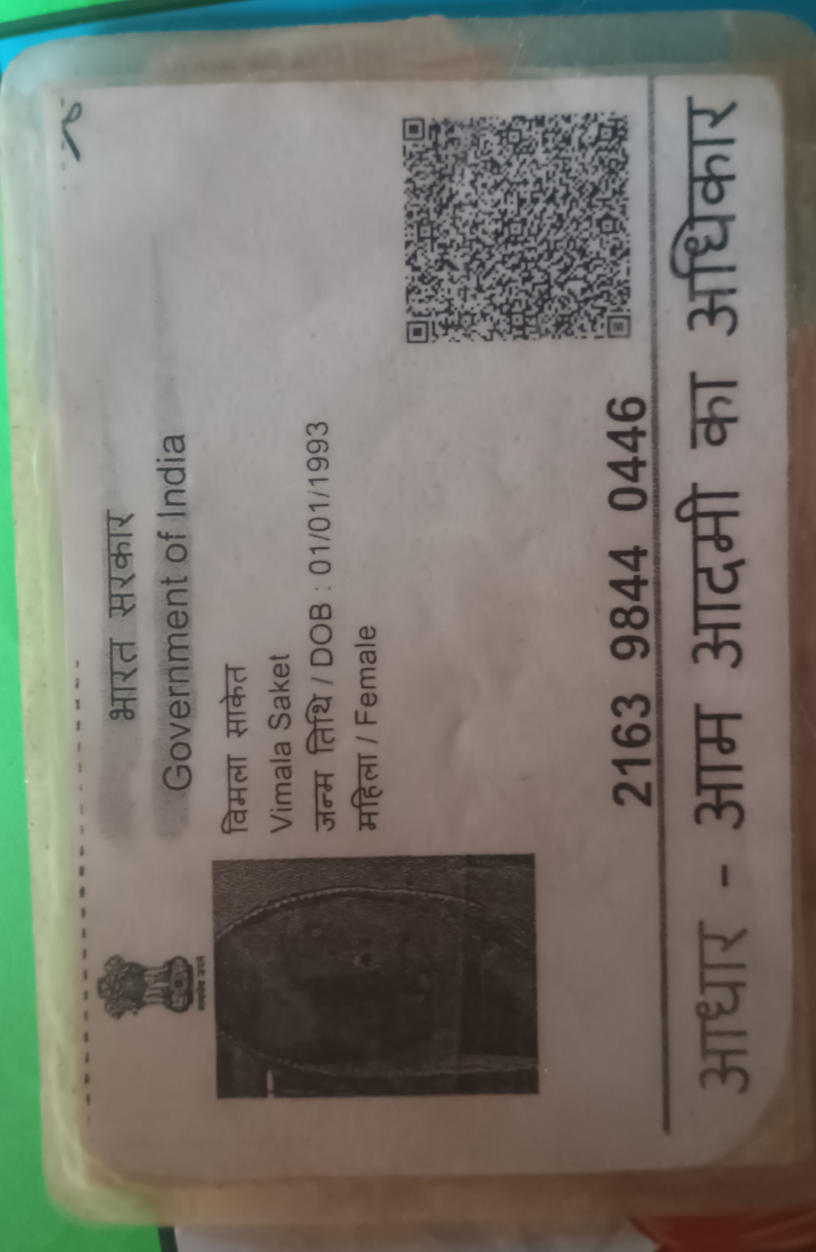 भारत सरकार
Government of India
विमला साकेत
Vimala Saket
जन्म तिथि / DOB : 01/01/1993
महिला / Female
2163 9844 0446
आधार - आम आदमी का अधिकार